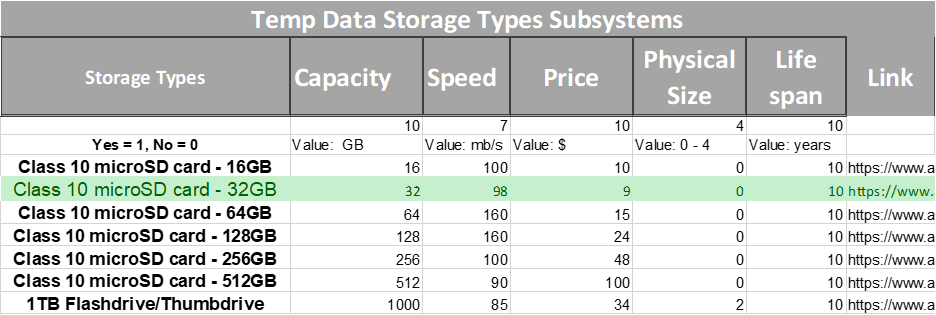 Temp Data Storage Types Subsystems
Storage Types Capacity Speed Price Physical Size Life span Link
10 7 10 4 10
Yes = 1, No = 0 Value: GB Value: mb/s Value: $ Value: 0 - 4 Value: years
Class 10 microSD card - 16GB 16 100 10 0 10 https://www.a
Class 10 microSD card - 32GB 32 98 9 0 10 https://www.
Class 10 microSD card - 64GB 64 160 15 0 10 https://www.a
Class 10 microSD card - 128GB 128 160 24 0 10 https://www.a
Class 10 microSD card - 256GB 256 100 48 0 10 https://www.a
Class 10 microSD card - 512GB 512 90 100 0 10 https://www.a
1TB Flashdrive/Thumbdrive 1000 85 34 2 10 https://www.a